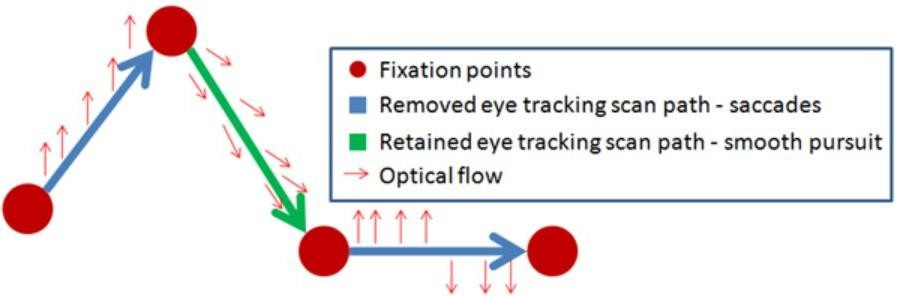 Fixation points
Removed eye tracking scan path - saccades
Retained eye tracking scan path - smooth pursuit
Optical flow